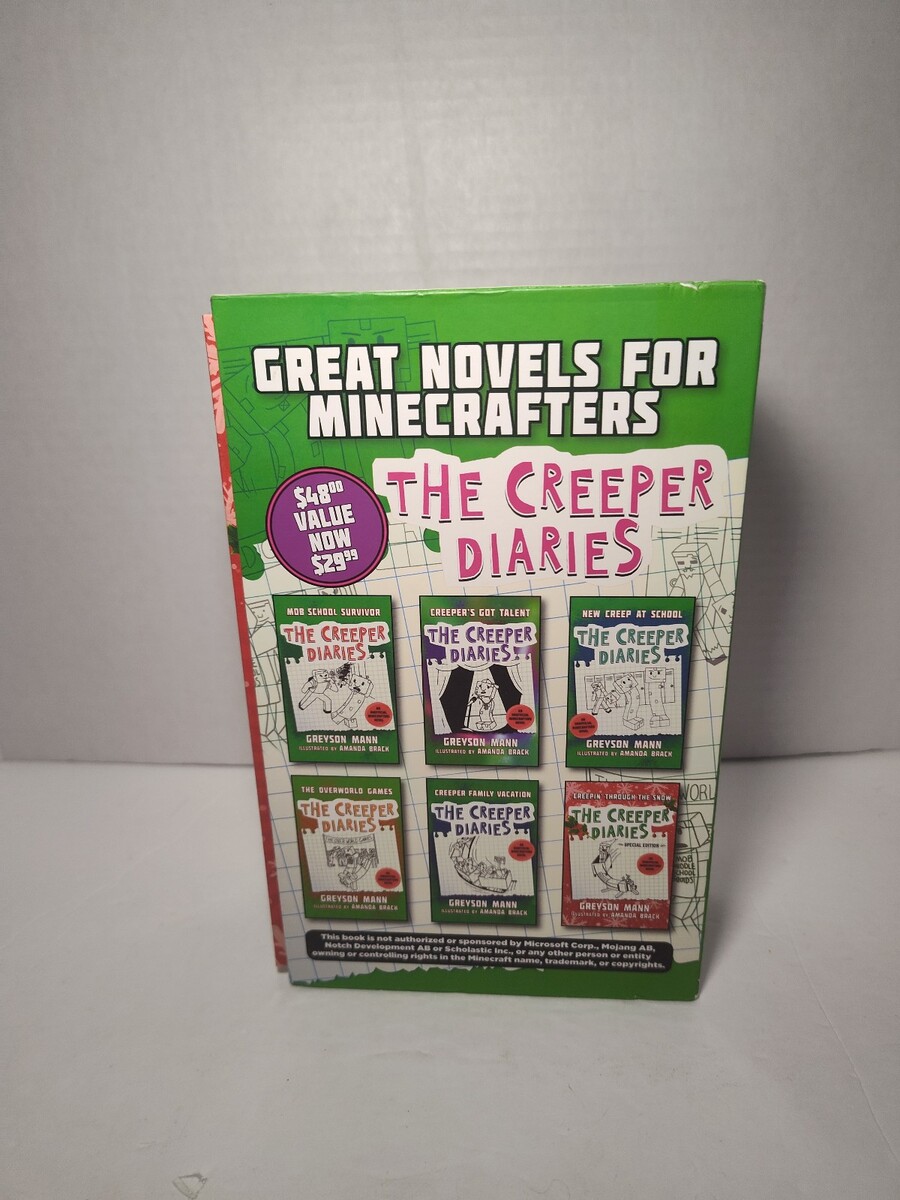 GREAT NOVELS FOR
MINECRAFTERS
$4800
VALUE
NOW
$2999
THE CREEPER
DIARIES
MOB SCHOOL SURVIVOR
THE CREEPER
DIARIES
GREYSON MANN
ILLUSTRATED BY AMANDA BRACK
CREEPER'S GOT TALENT
THE CREEPER
DIARIES
GREYSON MANN
ILLUSTRATED BY AMANDA BRACK
NEW CREEP AT SCHOOL
THE CREEPER
DIARIES
GREYSON MANN
ILLUSTRATED BY AMANDA BRACK
THE OVERWORLD GAMES
THE CREEPER
DIARIES
GREYSON MANN
ILLUSTRATED BY AMANDA BRACK
CREEPER FAMILY VACATION
THE CREEPER
DIARIES
GREYSON MANN
ILLUSTRATED BY AMANDA BRACK
CREEPIN' THROUGH THE SNOW
THE CREEPER
DIARIES
SPECIAL EDITION
GREYSON MANN
ILLUSTRATED BY AMANDA BRACK
This book is not authorized or sponsored by Microsoft Corp., Mojang AB,
Notch Development AB or Scholastic Inc., or any other person or entity
owning or controlling rights in the Minecraft name, trademark, or copyrights.